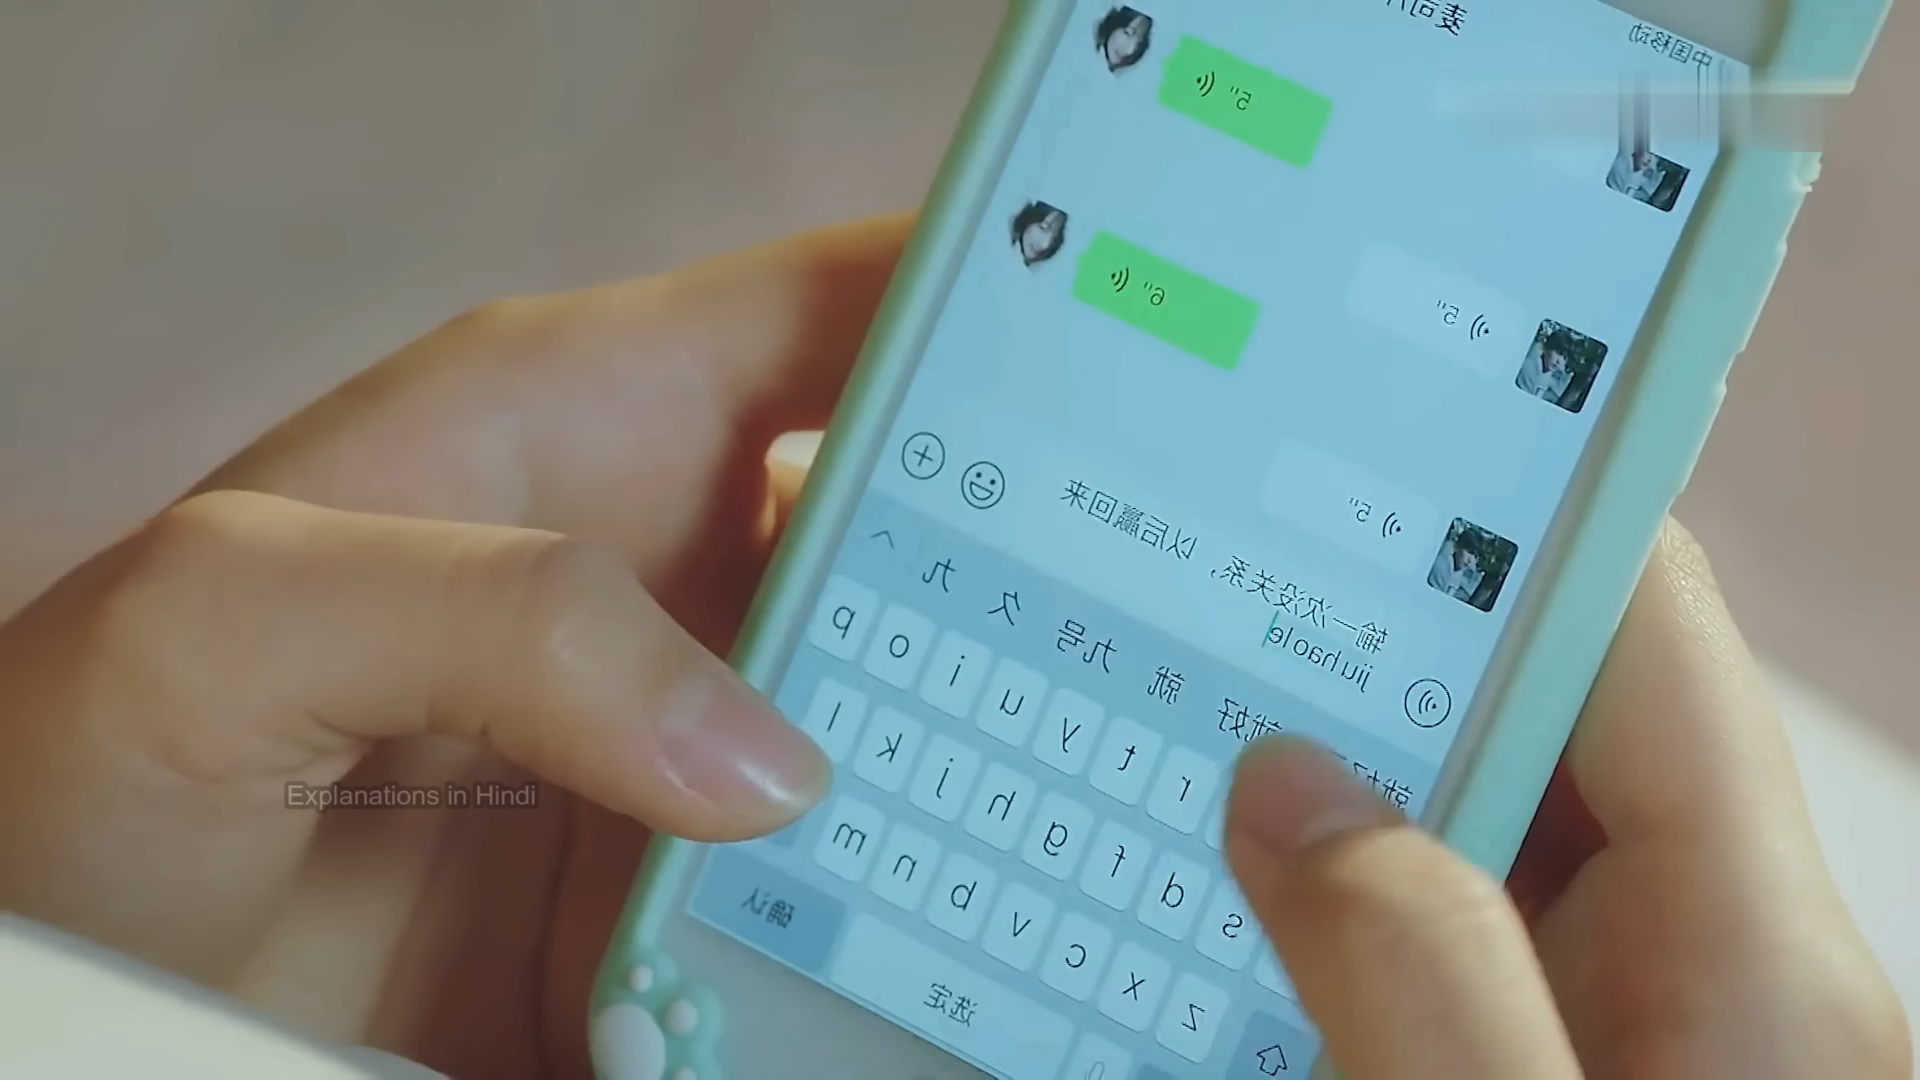 中国移动
5"
5"
6"
5"
输一次没关系，以后赢回来
jiu hao le
就好 就 九号 久 九
r t y u i o p
s d f g h j k l
z x c v b n m
选定 确认
Explanations in Hindi